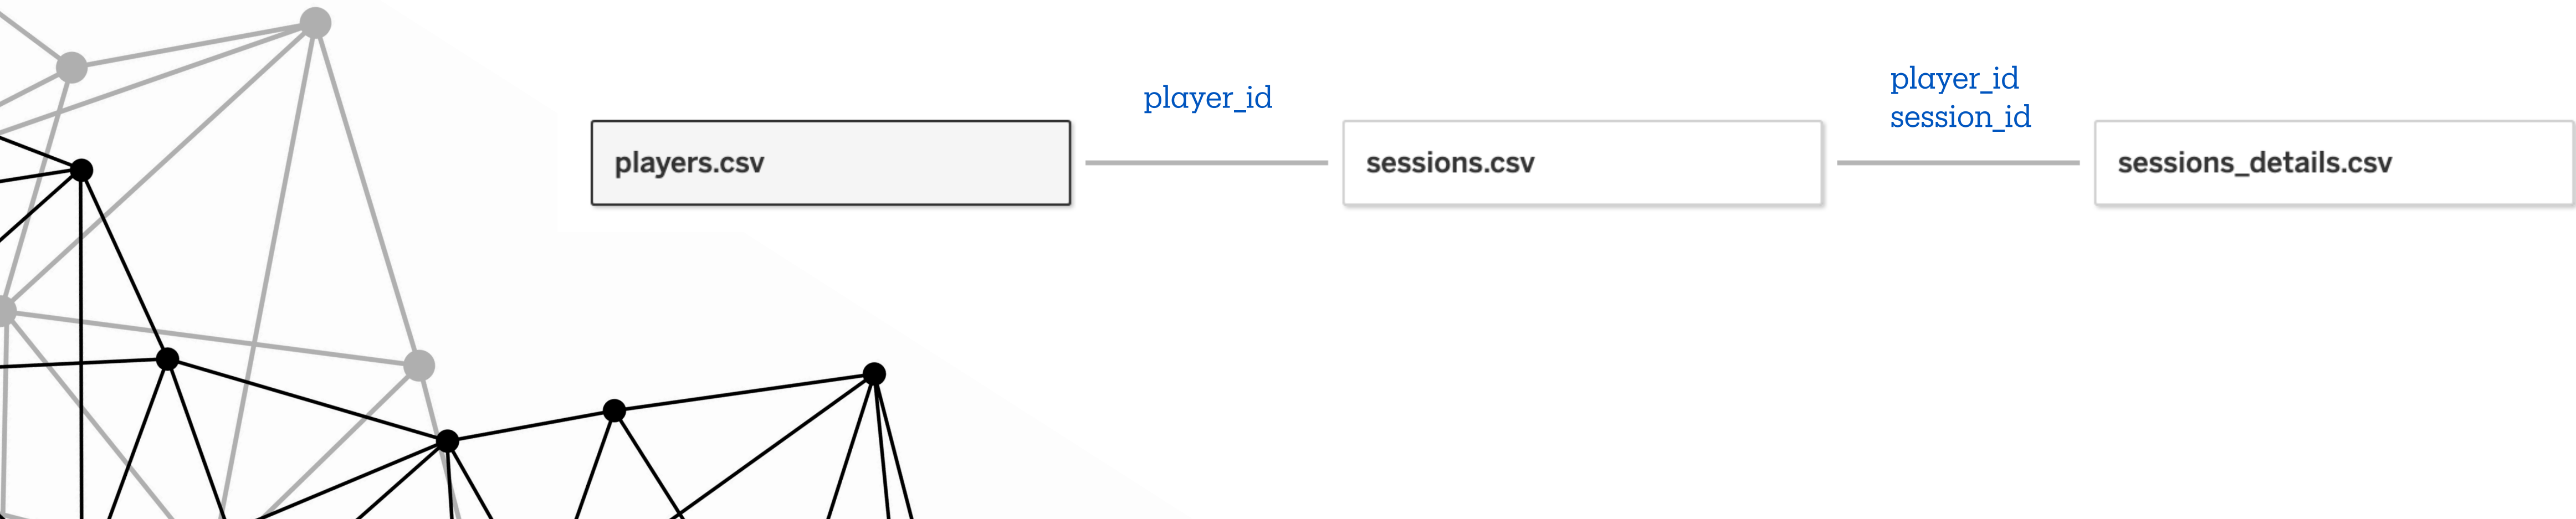 player_id
player_id
session_id
players.csv
sessions.csv
sessions_details.csv